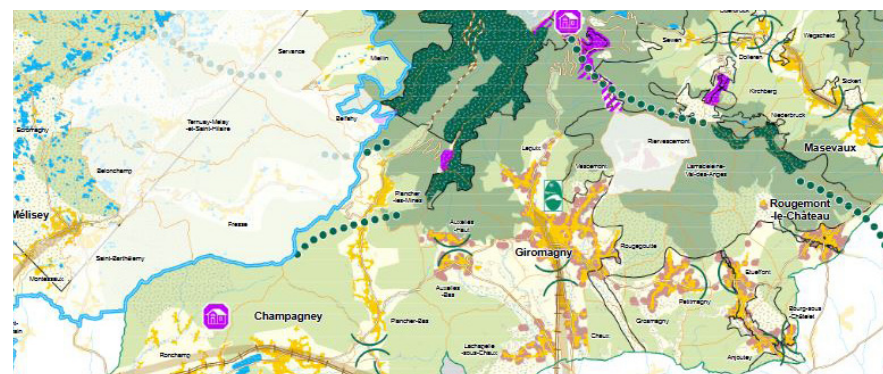 Servance
Miellin
Sewen
Oderbruck
Wegscheid
Dolleren
Kirchberg
Sickert
Niederbruck
Masevaux
Ternuay-Melay
-et-Saint-Hilaire
Belfahy
Belonchamp
Fresse
Mélisey
Saint-Barthélemy
Montessaux
Plancher
-les-Mines
Lepuix
Vescemont
Riervescemont
Lamadeleine-
Val-des-Anges
Rougemont
-le-Château
Auxelles
-Haut
Giromagny
Rougegoutte
Auxelles
-Bas
Etueffont
Petitmagny
Grosmagny
Bourg-sous
-Châtelet
Anjoutey
Champagney
Ronchamp
Plancher-Bas
Lachapelle
-sous-Chaux
Chaux